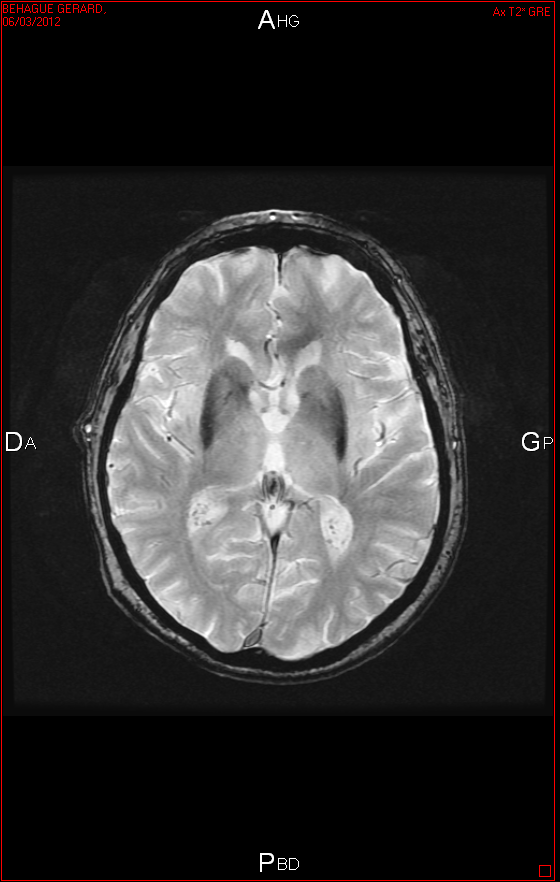 BEHAGUE GERARD.
06/03/2012
AHG
Ax T2* GRE
DA
GP
PBD